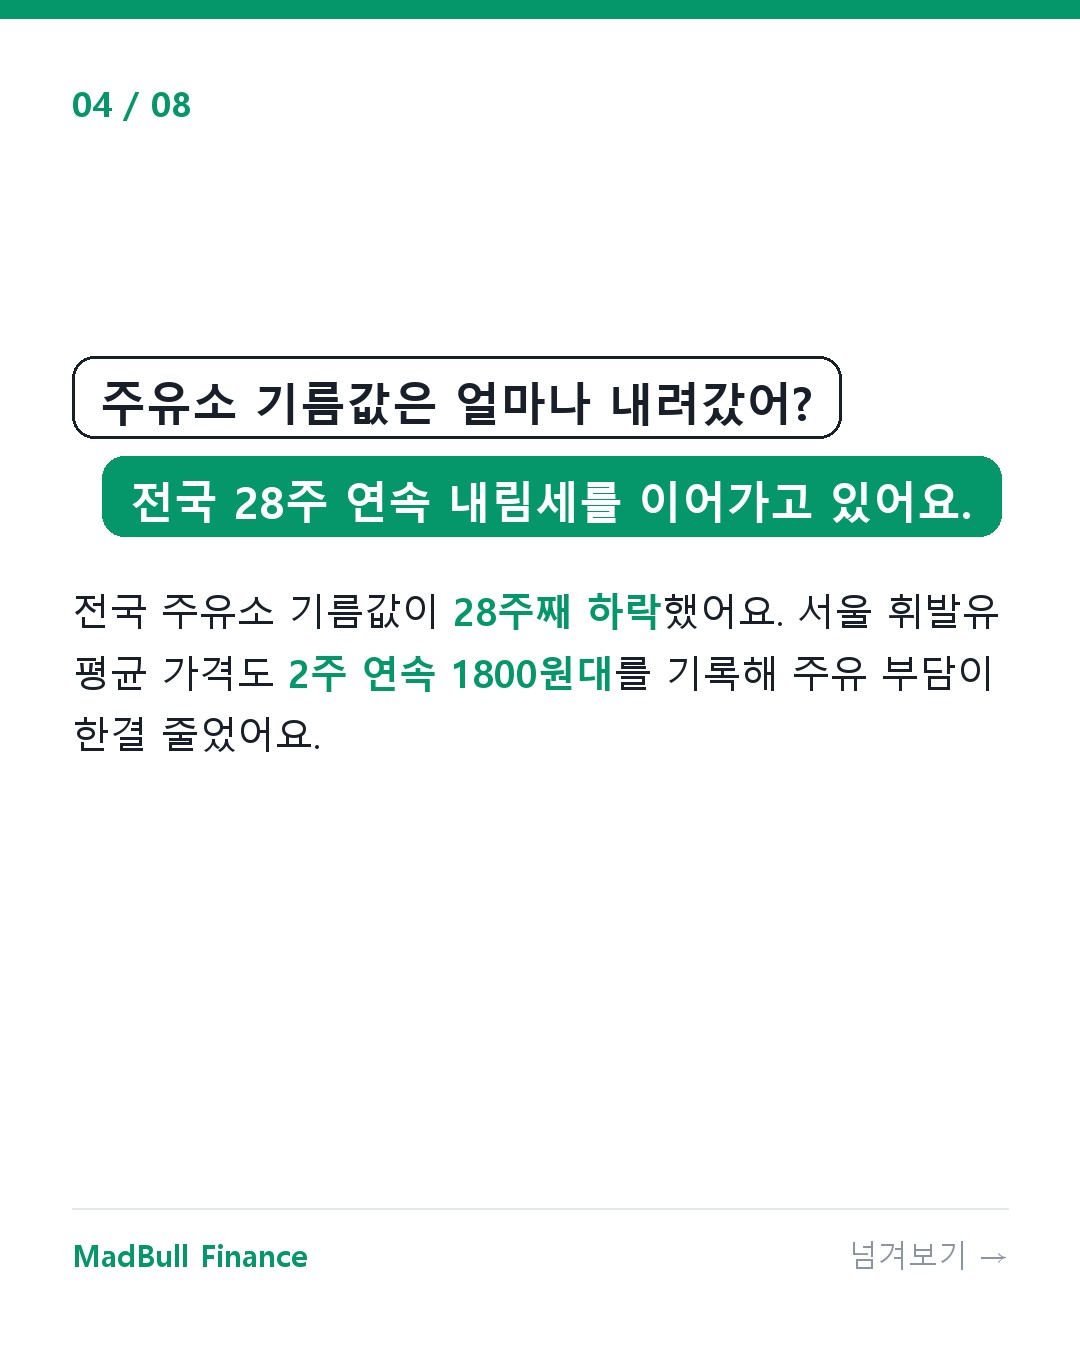 04 / 08
주유소 기름값은 얼마나 내려갔어?
전국 28주 연속 내림세를 이어가고 있어요.
전국 주유소 기름값이 28주째 하락했어요. 서울 휘발유
평균 가격도 2주 연속 1800원대를 기록해 주유 부담이
한결 줄었어요.
MadBull Finance
넘겨보기 →